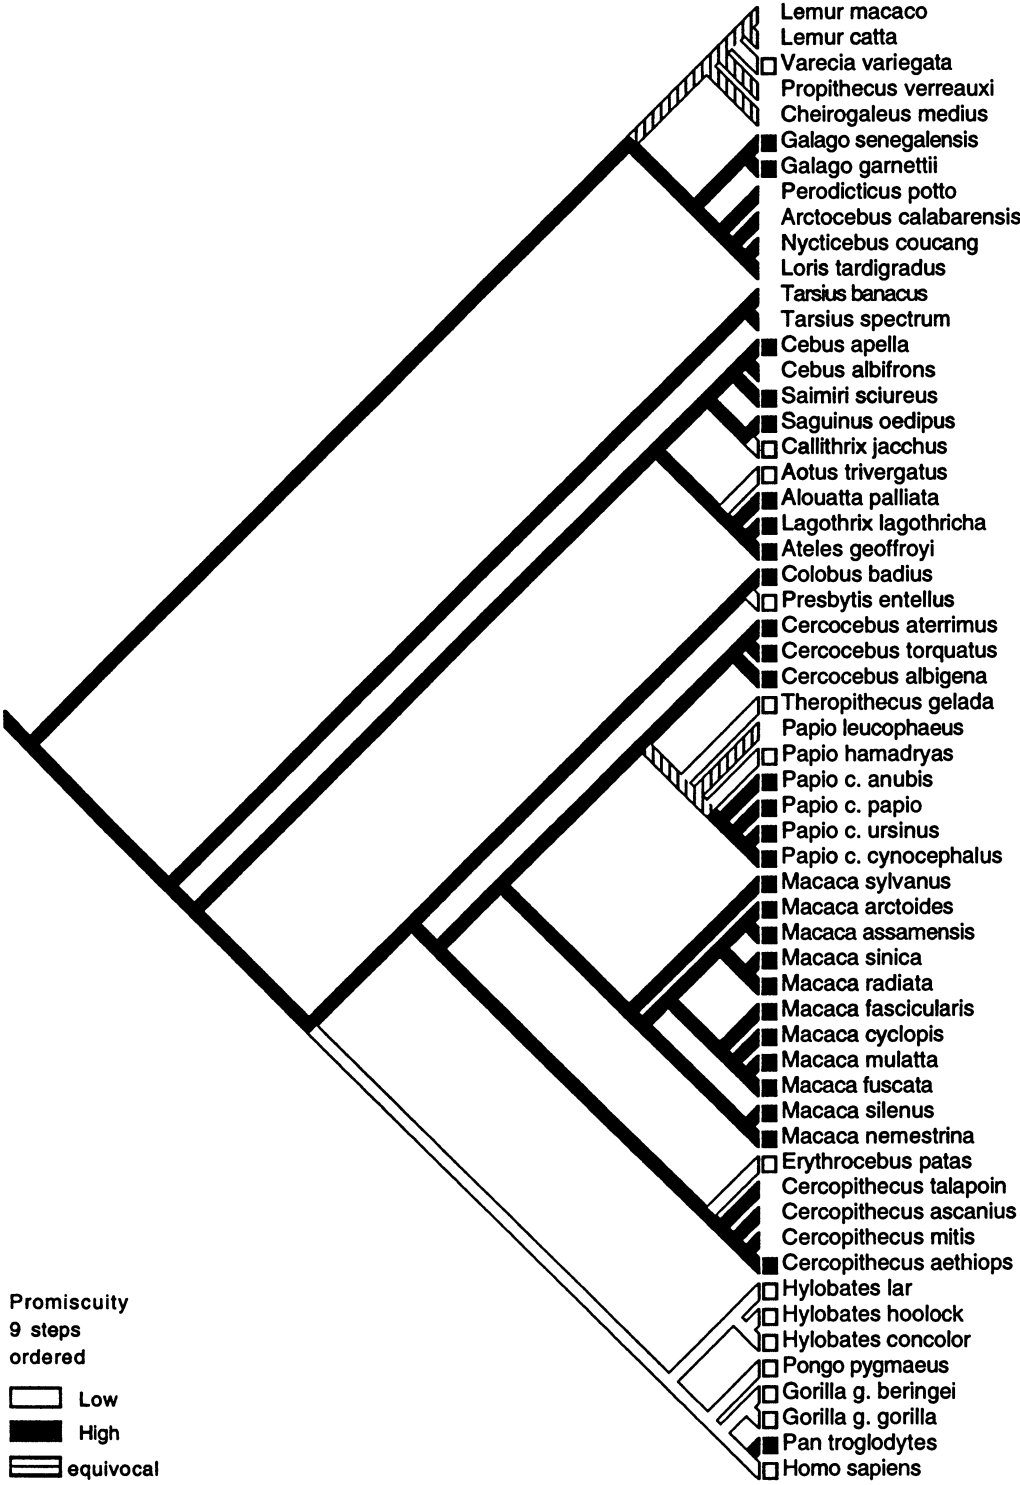 Lemur macaco
Lemur catta
Varecia variegata
Propithecus verreauxi
Cheirogaleus medius
Galago senegalensis
Galago garnettii
Perodicticus potto
Arctocebus calabarensis
Nycticebus coucang
Loris tardigradus
Tarsius banacus
Tarsius spectrum
Cebus apella
Cebus albifrons
Saimiri sciureus
Saguinus oedipus
Callithrix jacchus
Aotus trivergatus
Alouatta palliata
Lagothrix lagothricha
Ateles geoffroyi
Colobus badius
Presbytis entellus
Cercocebus aterrimus
Cercocebus torquatus
Cercocebus albigena
Theropithecus gelada
Papio leucophaeus
Papio hamadryas
Papio c. anubis
Papio c. papio
Papio c. ursinus
Papio c. cynocephalus
Macaca sylvanus
Macaca arctoides
Macaca assamensis
Macaca sinica
Macaca radiata
Macaca fascicularis
Macaca cyclopis
Macaca mulatta
Macaca fuscata
Macaca silenus
Macaca nemestrina
Erythrocebus patas
Cercopithecus talapoin
Cercopithecus ascanius
Cercopithecus mitis
Cercopithecus aethiops
Hylobates lar
Hylobates hoolock
Hylobates concolor
Pongo pygmaeus
Gorilla g. beringei
Gorilla g. gorilla
Pan troglodytes
Homo sapiens
Promiscuity
9 steps
ordered
Low
High
equivocal